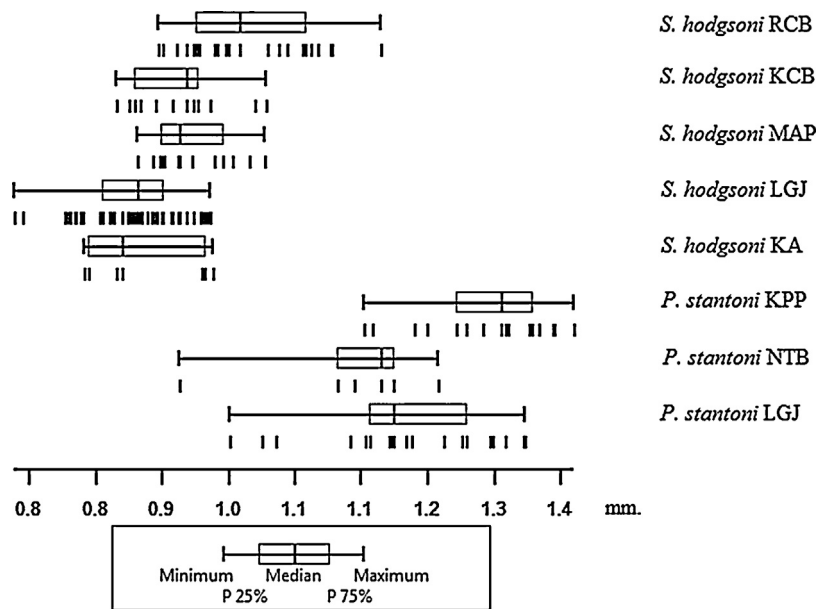 S. hodgsoni RCB
S. hodgsoni KCB
S. hodgsoni MAP
S. hodgsoni LGJ
S. hodgsoni KA
P. stantoni KPP
P. stantoni NTB
P. stantoni LGJ
0.8 0.8 0.9 1.0 1.1 1.1 1.2 1.3 1.4 mm.
Minimum Median Maximum
P 25% P 75%